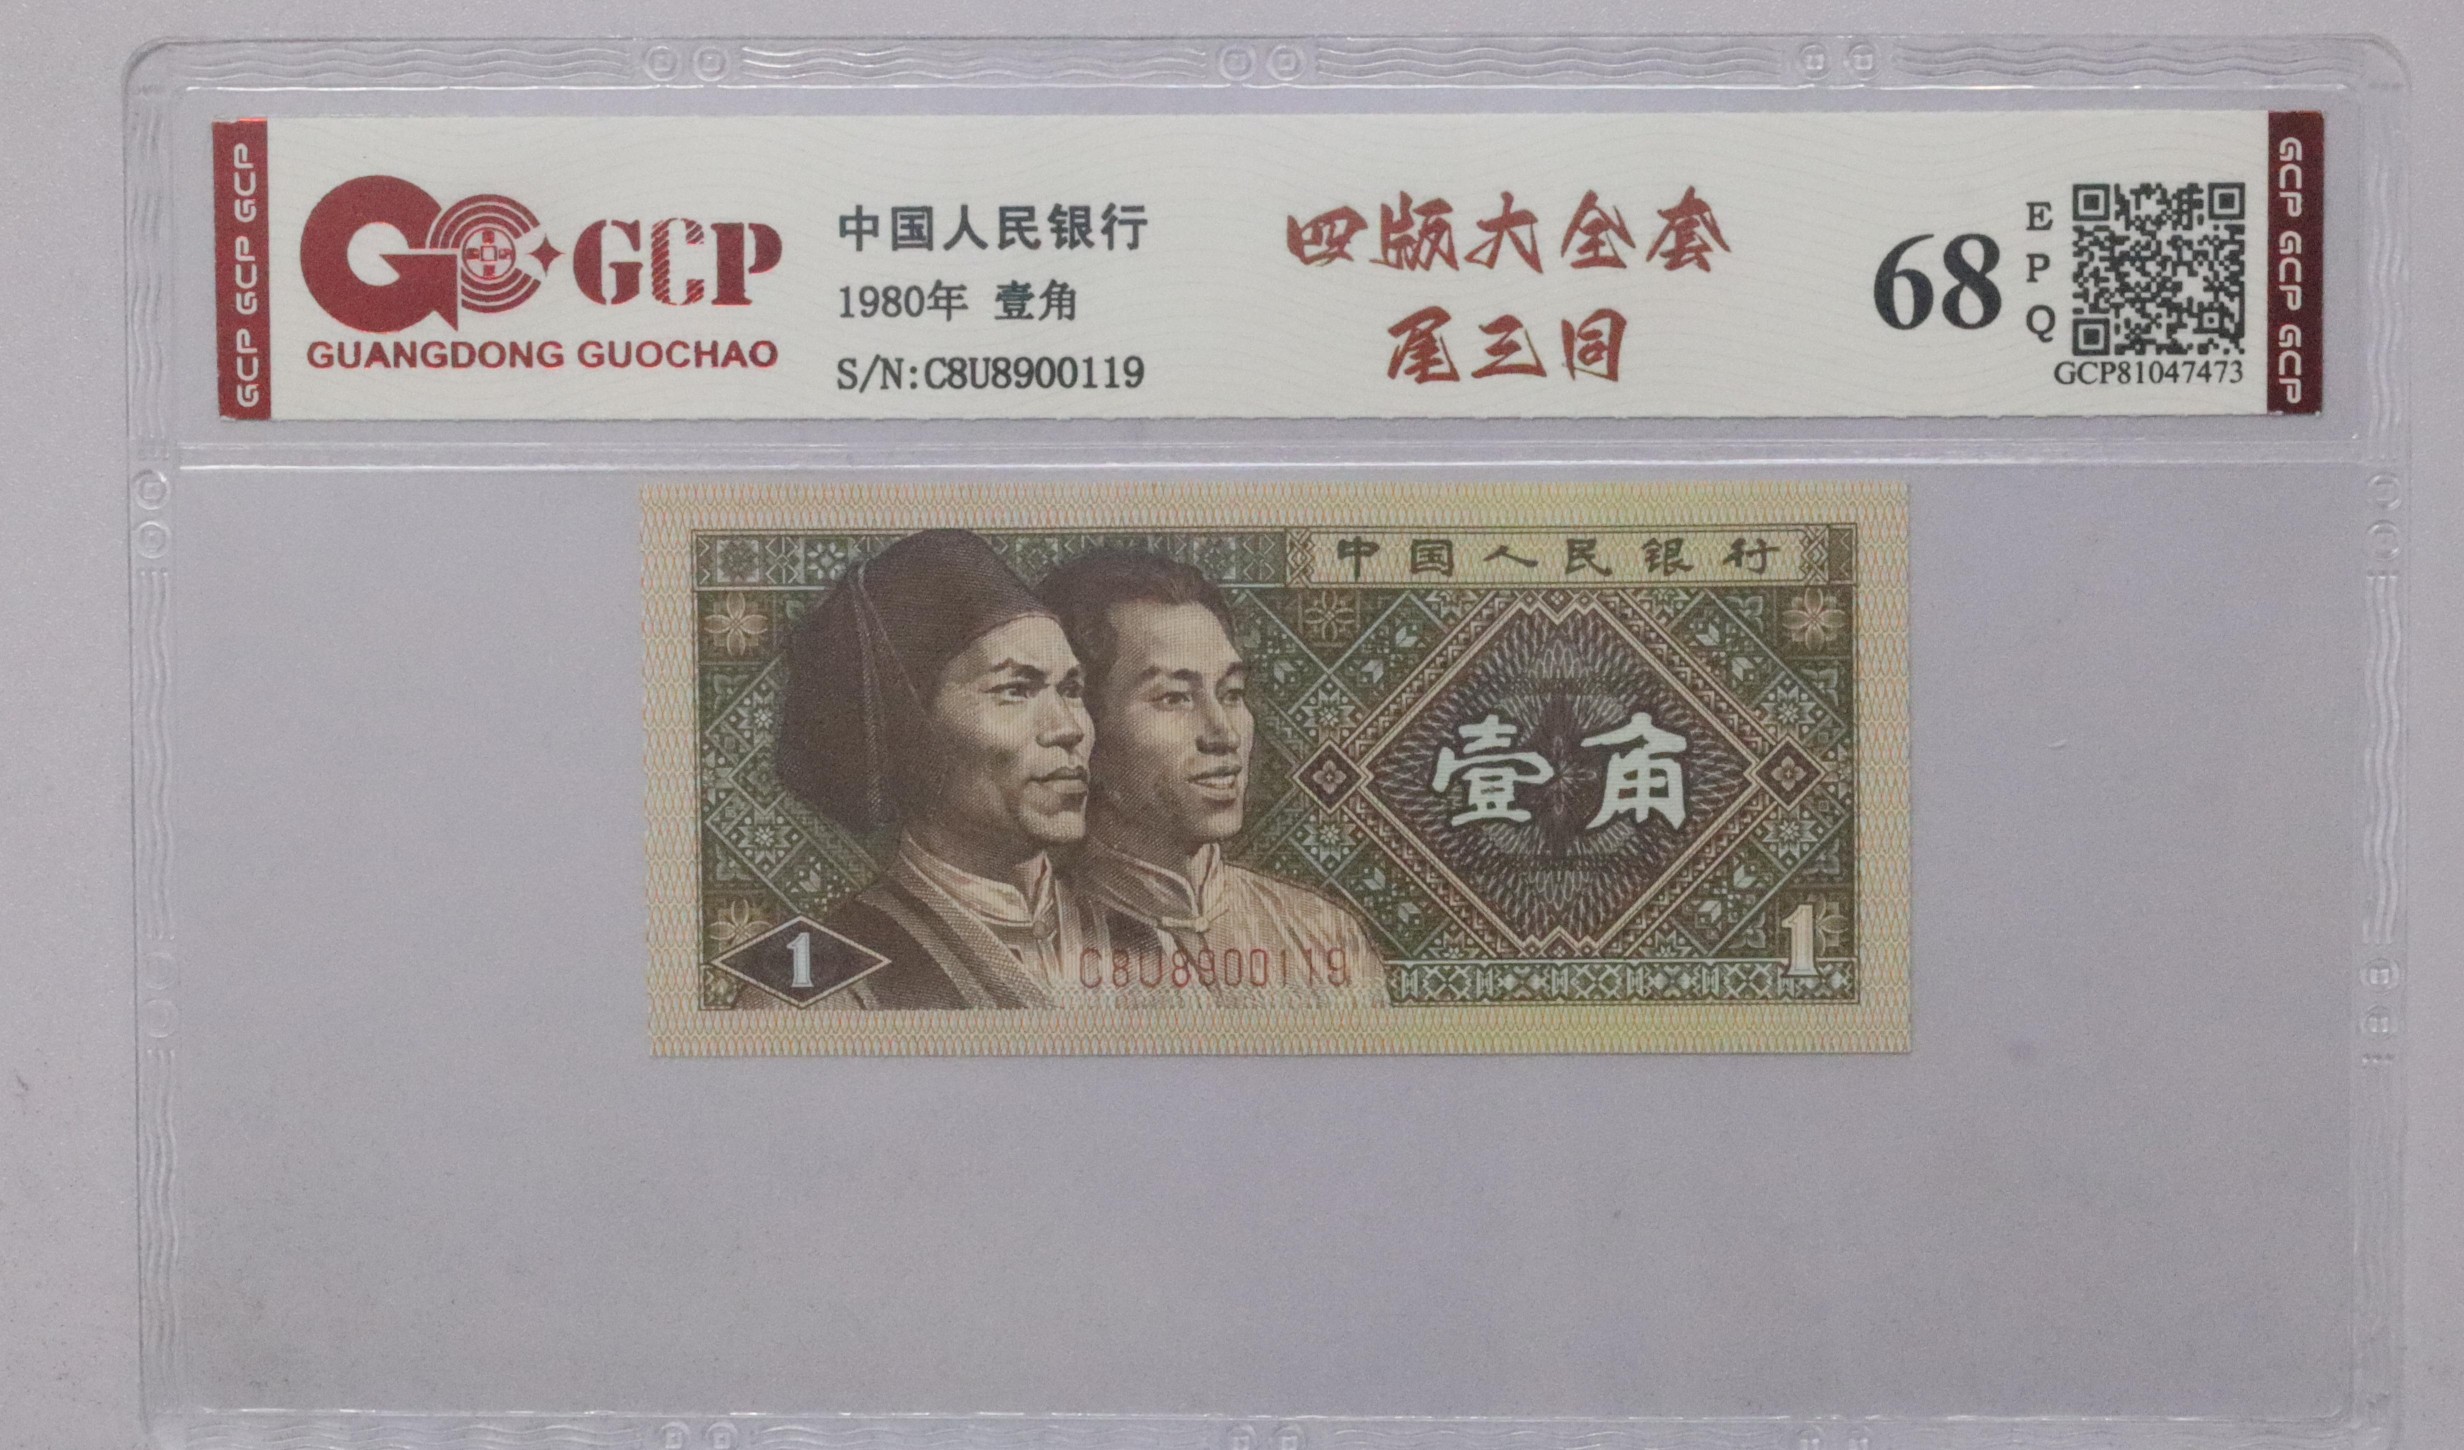 GCP GCP GCP
GCP
GUANGDONG GUOCHAO
中国人民银行
1980年 壹角
S/N:C8U8900119
四版大全套
尾三同
68
E
P
Q
GCP81047473
GCP GCP GCP
中国人民银行
壹角
1
C8U8900119
1